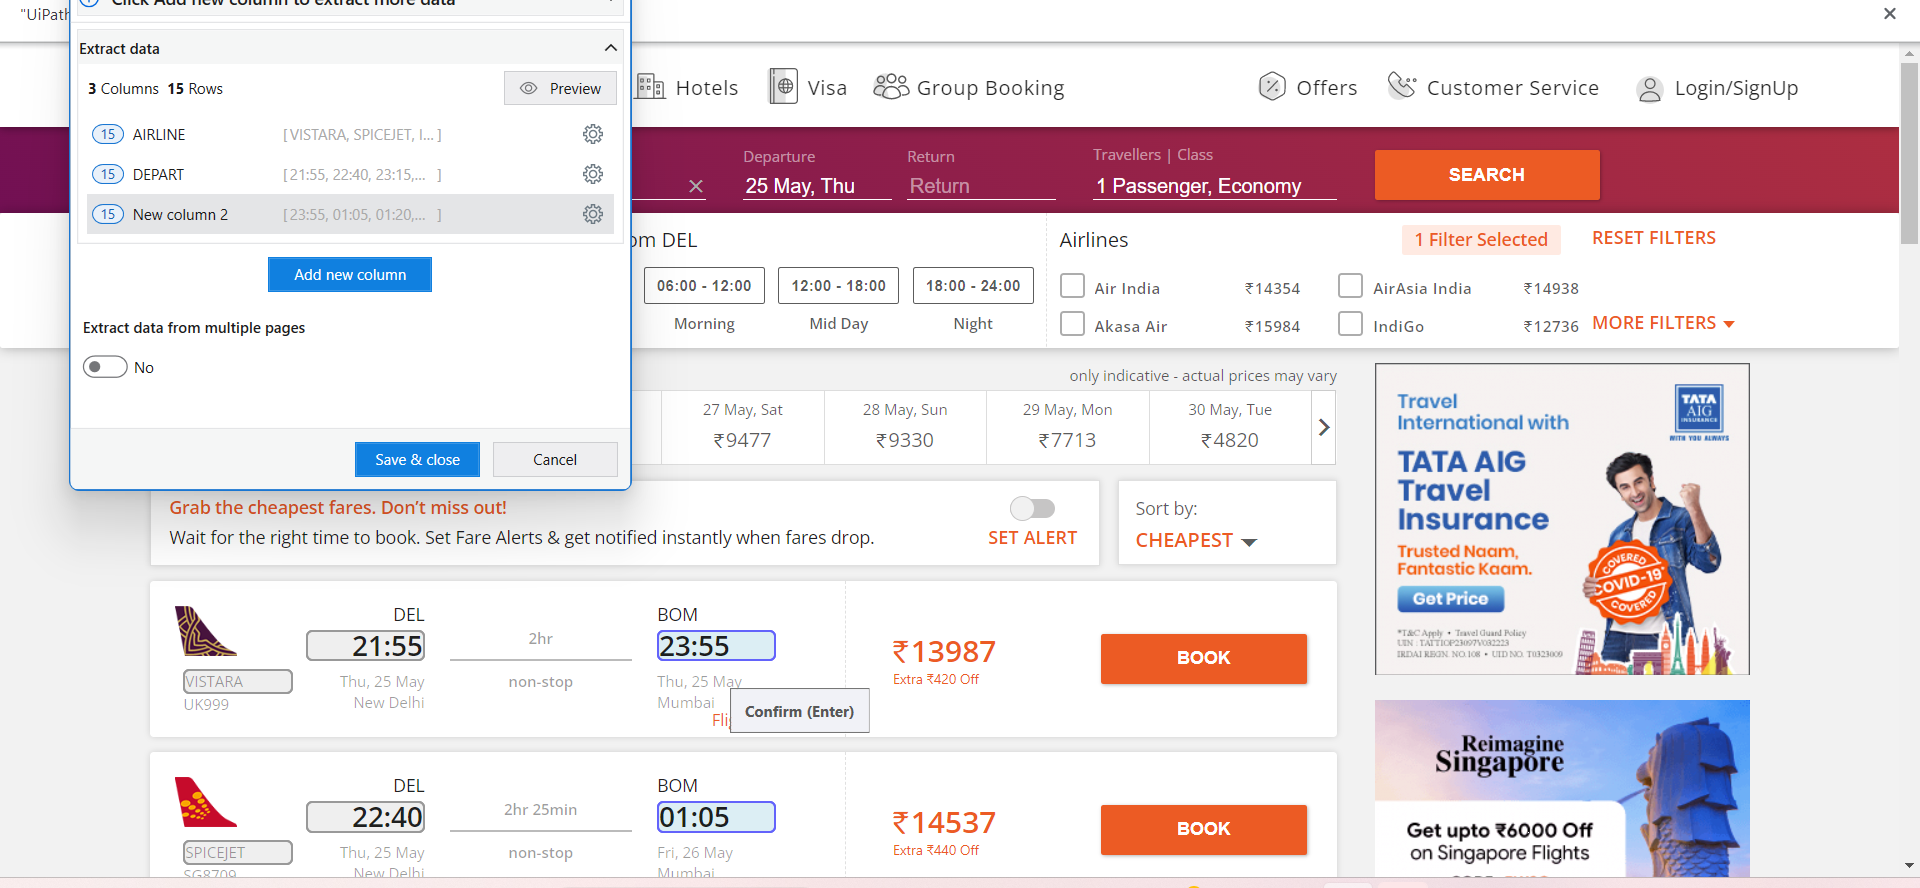 "UiPath
Click Add new column to extract more data
Extract data
3 Columns 15 Rows
Preview
15 AIRLINE [ VISTARA, SPICEJET, I... ]
15 DEPART [ 21:55, 22:40, 23:15,... ]
15 New column 2 [ 23:55, 01:05, 01:20,... ]
Add new column
Extract data from multiple pages
No
Save & close
Cancel
Hotels
Visa
Group Booking
Offers
Customer Service
Login/SignUp
Departure
25 May, Thu
Return
Return
Travellers | Class
1 Passenger, Economy
SEARCH
om DEL
06:00 - 12:00
12:00 - 18:00
18:00 - 24:00
Morning
Mid Day
Night
Airlines
1 Filter Selected
RESET FILTERS
Air India ₹14354
AirAsia India ₹14938
Akasa Air ₹15984
IndiGo ₹12736
MORE FILTERS
only indicative - actual prices may vary
27 May, Sat
₹9477
28 May, Sun
₹9330
29 May, Mon
₹7713
30 May, Tue
₹4820
Grab the cheapest fares. Don't miss out!
Wait for the right time to book. Set Fare Alerts & get notified instantly when fares drop.
SET ALERT
Sort by:
CHEAPEST
VISTARA
UK999
DEL
21:55
Thu, 25 May
New Delhi
2hr
non-stop
BOM
23:55
Thu, 25 May
Mumbai
Confirm (Enter)
₹13987
Extra ₹420 Off
BOOK
SPICEJET
SG8709
DEL
22:40
Thu, 25 May
New Delhi
2hr 25min
non-stop
BOM
01:05
Fri, 26 May
Mumbai
₹14537
Extra ₹440 Off
BOOK
Travel
International with
TATA
AIG
INSURANCE
WITH YOU ALWAYS
TATA AIG
Travel
Insurance
Trusted Naam,
Fantastic Kaam.
Get Price
COVERED
COVID-19*
COVERED
*T&C Apply • Travel Guard Policy
UIN : TATTIOP23097V032223
IRDAI REGN. NO.108 • UID NO. T0323009
Reimagine
Singapore
Get upto ₹6000 Off
on Singapore Flights